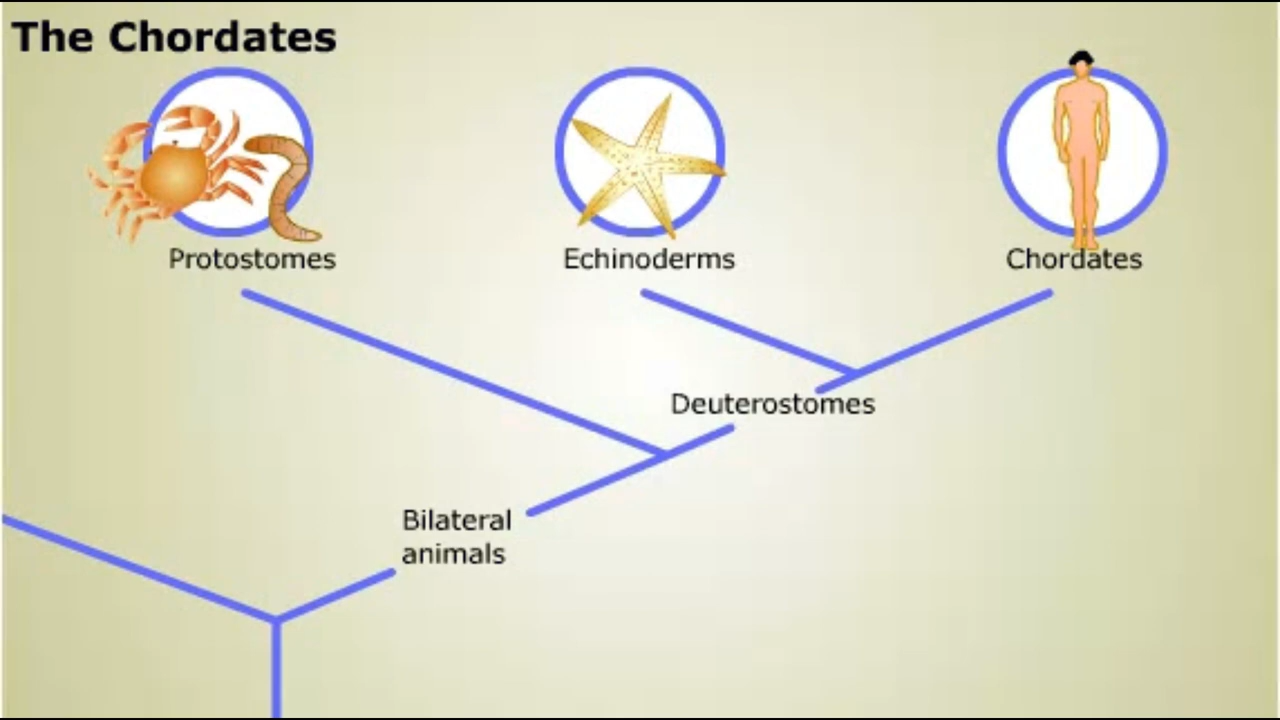 The Chordates
Protostomes
Echinoderms
Chordates
Deuterostomes
Bilateral
animals